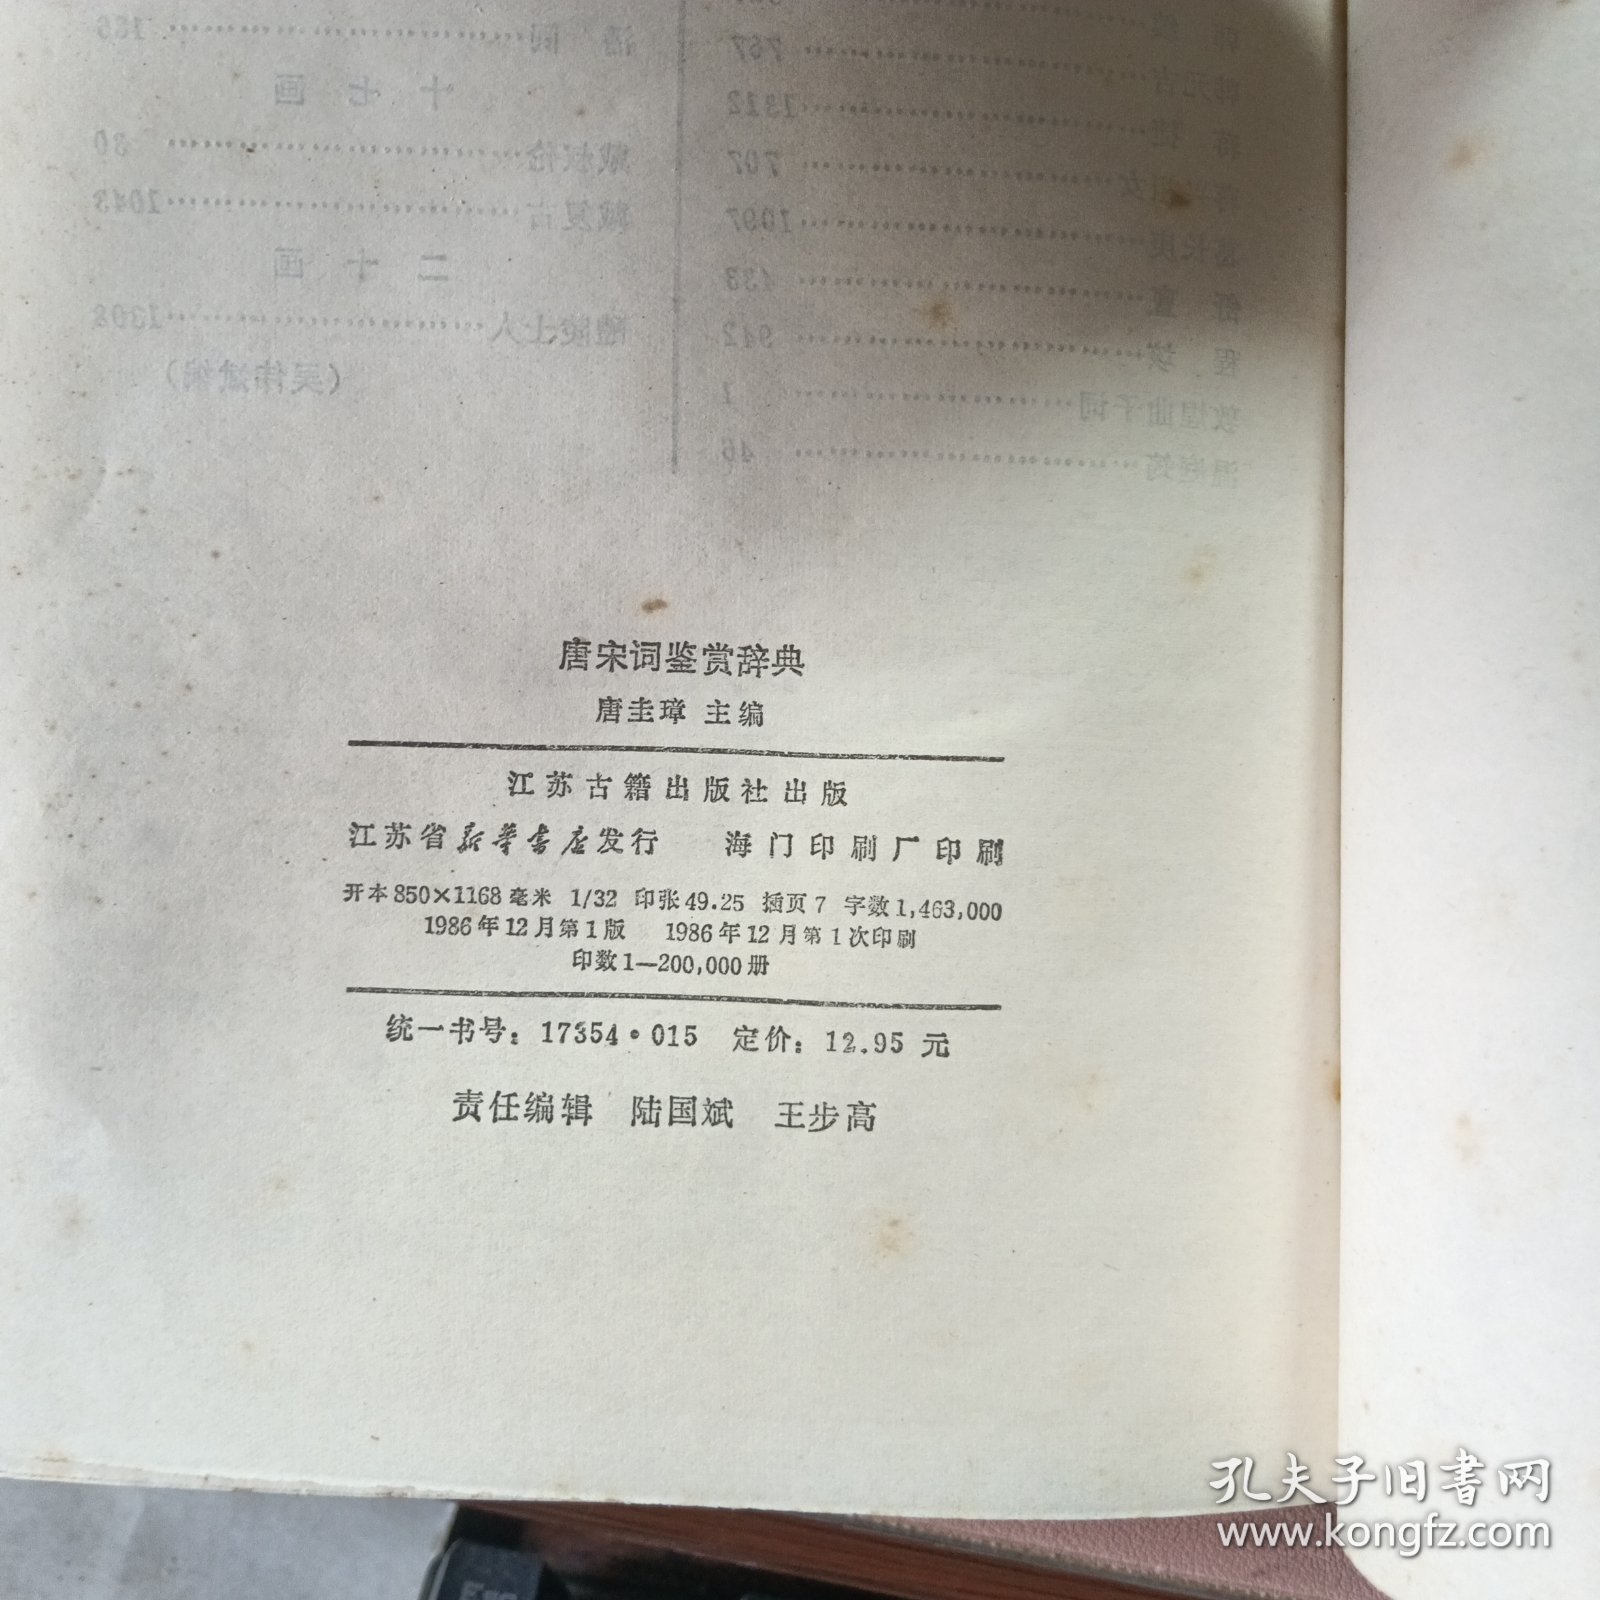 唐宋词鉴赏辞典
唐圭璋 主编
江苏古籍出版社出版
江苏省新华书店发行 海门印刷厂印刷
开本850×1168毫米 1/32 印张49.25 插页7 字数1,463,000
1986年12月第1版 1986年12月第1次印刷
印数1—200,000册
统一书号：17354·015 定价：12.95元
责任编辑 陆国斌 王步高
孔夫子旧书网
www.kongfz.com